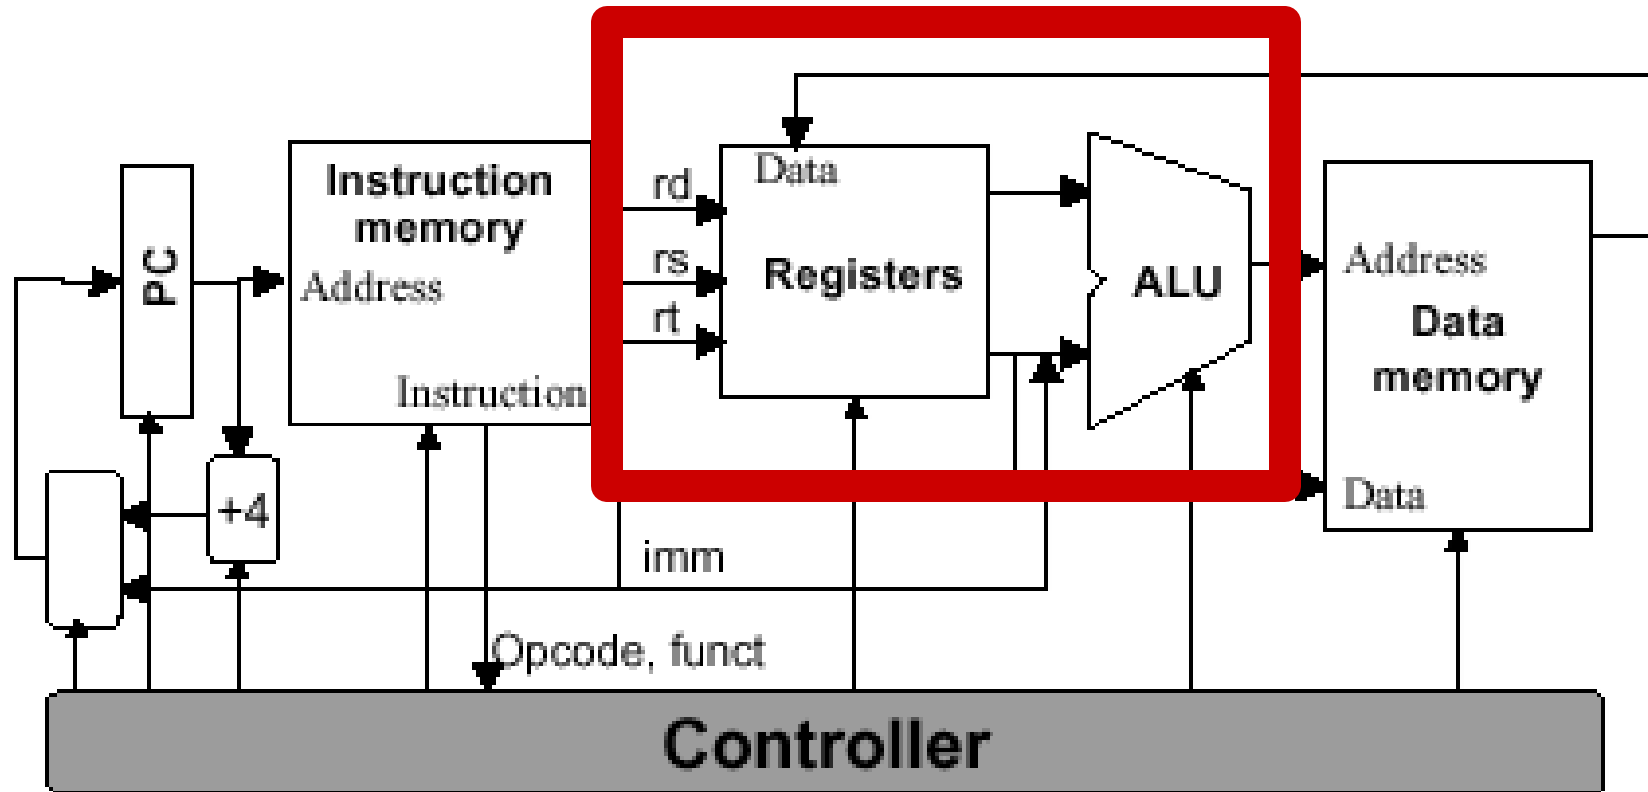 PC
+4
Instruction
memory
Address
Instruction
rd
rs
rt
imm
Opcode, funct
Data
Registers
ALU
Address
Data
memory
Data
Controller